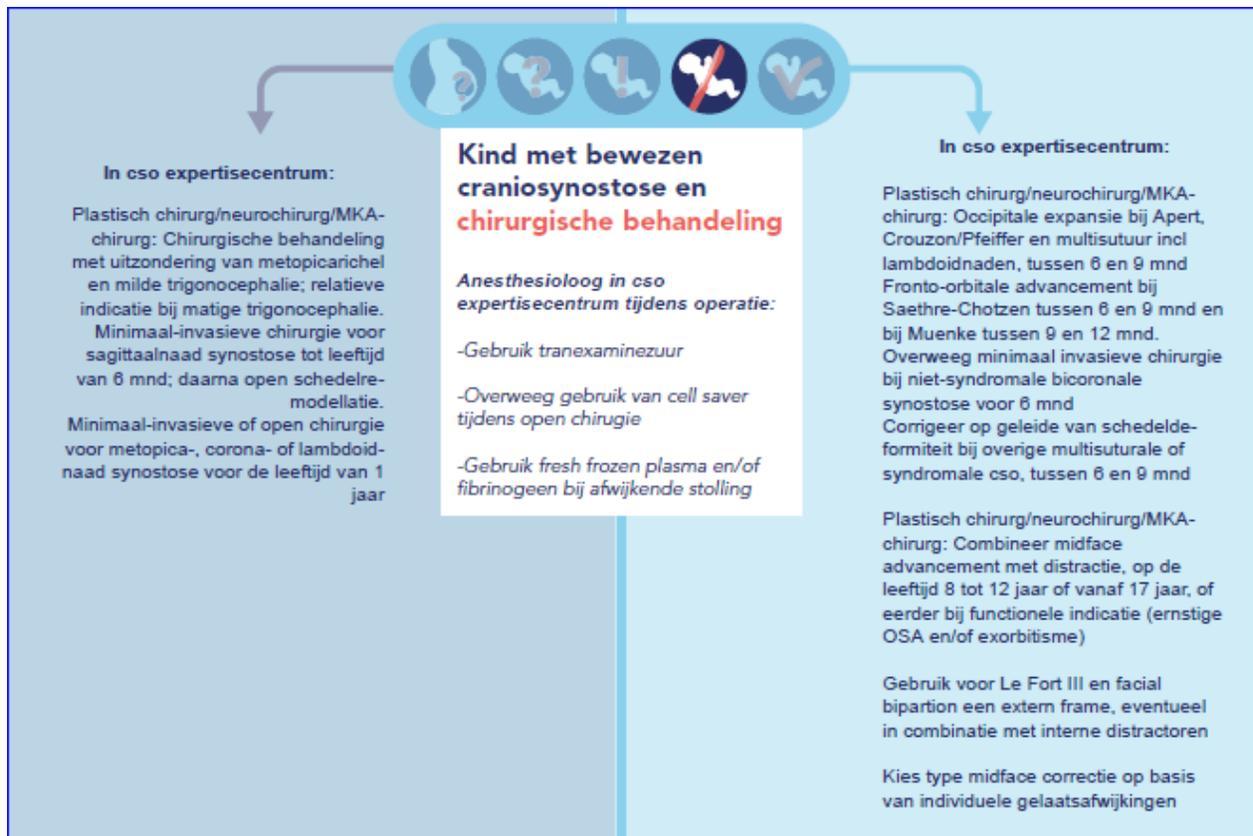 Kind met bewezen
craniosynostose en
chirurgische behandeling
Anesthesioloog in cso
expertisecentrum tijdens operatie:
-Gebruik tranexaminezuur
-Overweeg gebruik van cell saver
tijdens open chirugie
-Gebruik fresh frozen plasma en/of
fibrinogeen bij afwijkende stolling
In cso expertisecentrum:
Plastisch chirurg/neurochirurg/MKA-
chirurg: Chirurgische behandeling
met uitzondering van metopicarichel
en milde trigonocephalie; relatieve
indicatie bij matige trigonocephalie.
Minimaal-invasieve chirurgie voor
sagittaalnaad synostose tot leeftijd
van 6 mnd; daarna open schedelre-
modellatie.
Minimaal-invasieve of open chirurgie
voor metopica-, corona- of lambdoid-
naad synostose voor de leeftijd van 1
jaar
In cso expertisecentrum:
Plastisch chirurg/neurochirurg/MKA-
chirurg: Occipitale expansie bij Apert,
Crouzon/Pfeiffer en multisutuur incl
lambdoidnaden, tussen 6 en 9 mnd
Fronto-orbitale advancement bij
Saethre-Chotzen tussen 6 en 9 mnd en
bij Muenke tussen 9 en 12 mnd.
Overweeg minimaal invasieve chirurgie
bij niet-syndromale bicoronale
synostose voor 6 mnd
Corrigeer op geleide van schedelde-
formiteit bij overige multisuturale of
syndromale cso, tussen 6 en 9 mnd
Plastisch chirurg/neurochirurg/MKA-
chirurg: Combineer midface
advancement met distractie, op de
leeftijd 8 tot 12 jaar of vanaf 17 jaar, of
eerder bij functionele indicatie (ernstige
OSA en/of exorbitisme)
Gebruik voor Le Fort III en facial
bipartion een extern frame, eventueel
in combinatie met interne distractoren
Kies type midface correctie op basis
van individuele gelaatsafwijkingen